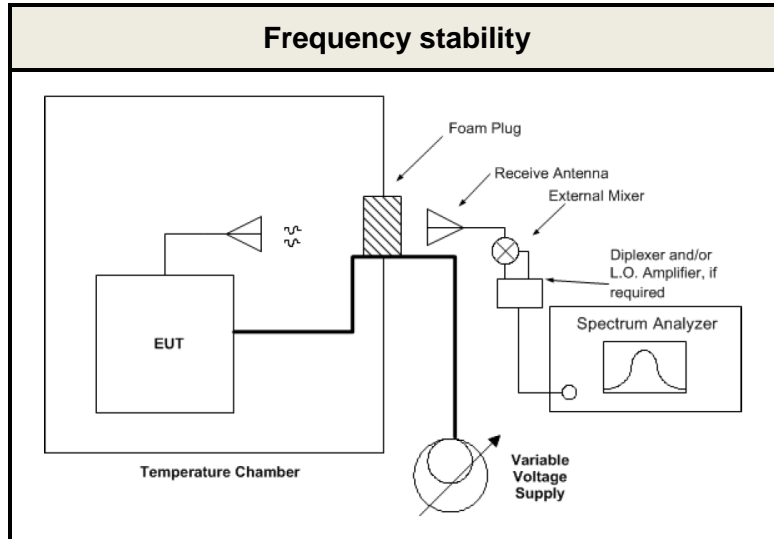 Frequency stability
Foam Plug
Receive Antenna
External Mixer
Diplexer and/or
L.O. Amplifier, if
required
Spectrum Analyzer
EUT
Temperature Chamber
Variable
Voltage
Supply